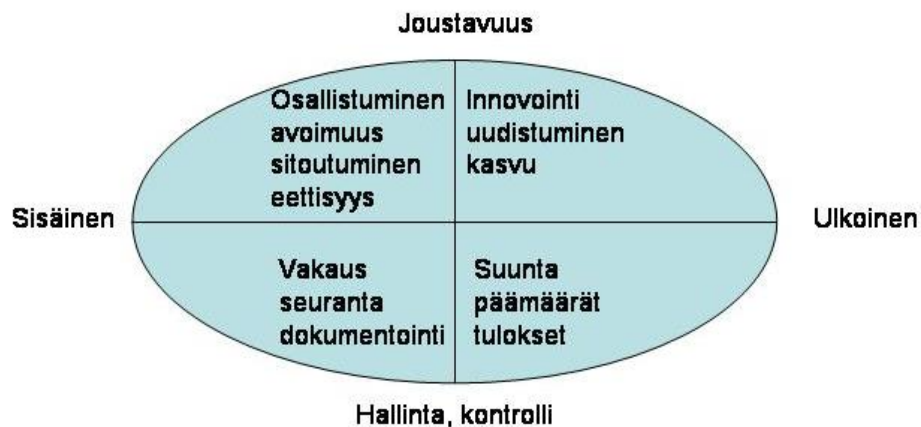 Joustavuus
Osallistuminen
avoimuus
sitoutuminen
eettisyys
Innovointi
uudistuminen
kasvu
Sisäinen
Ulkoinen
Vakaus
seuranta
dokumentointi
Suunta
päämäärät
tulokset
Hallinta, kontrolli